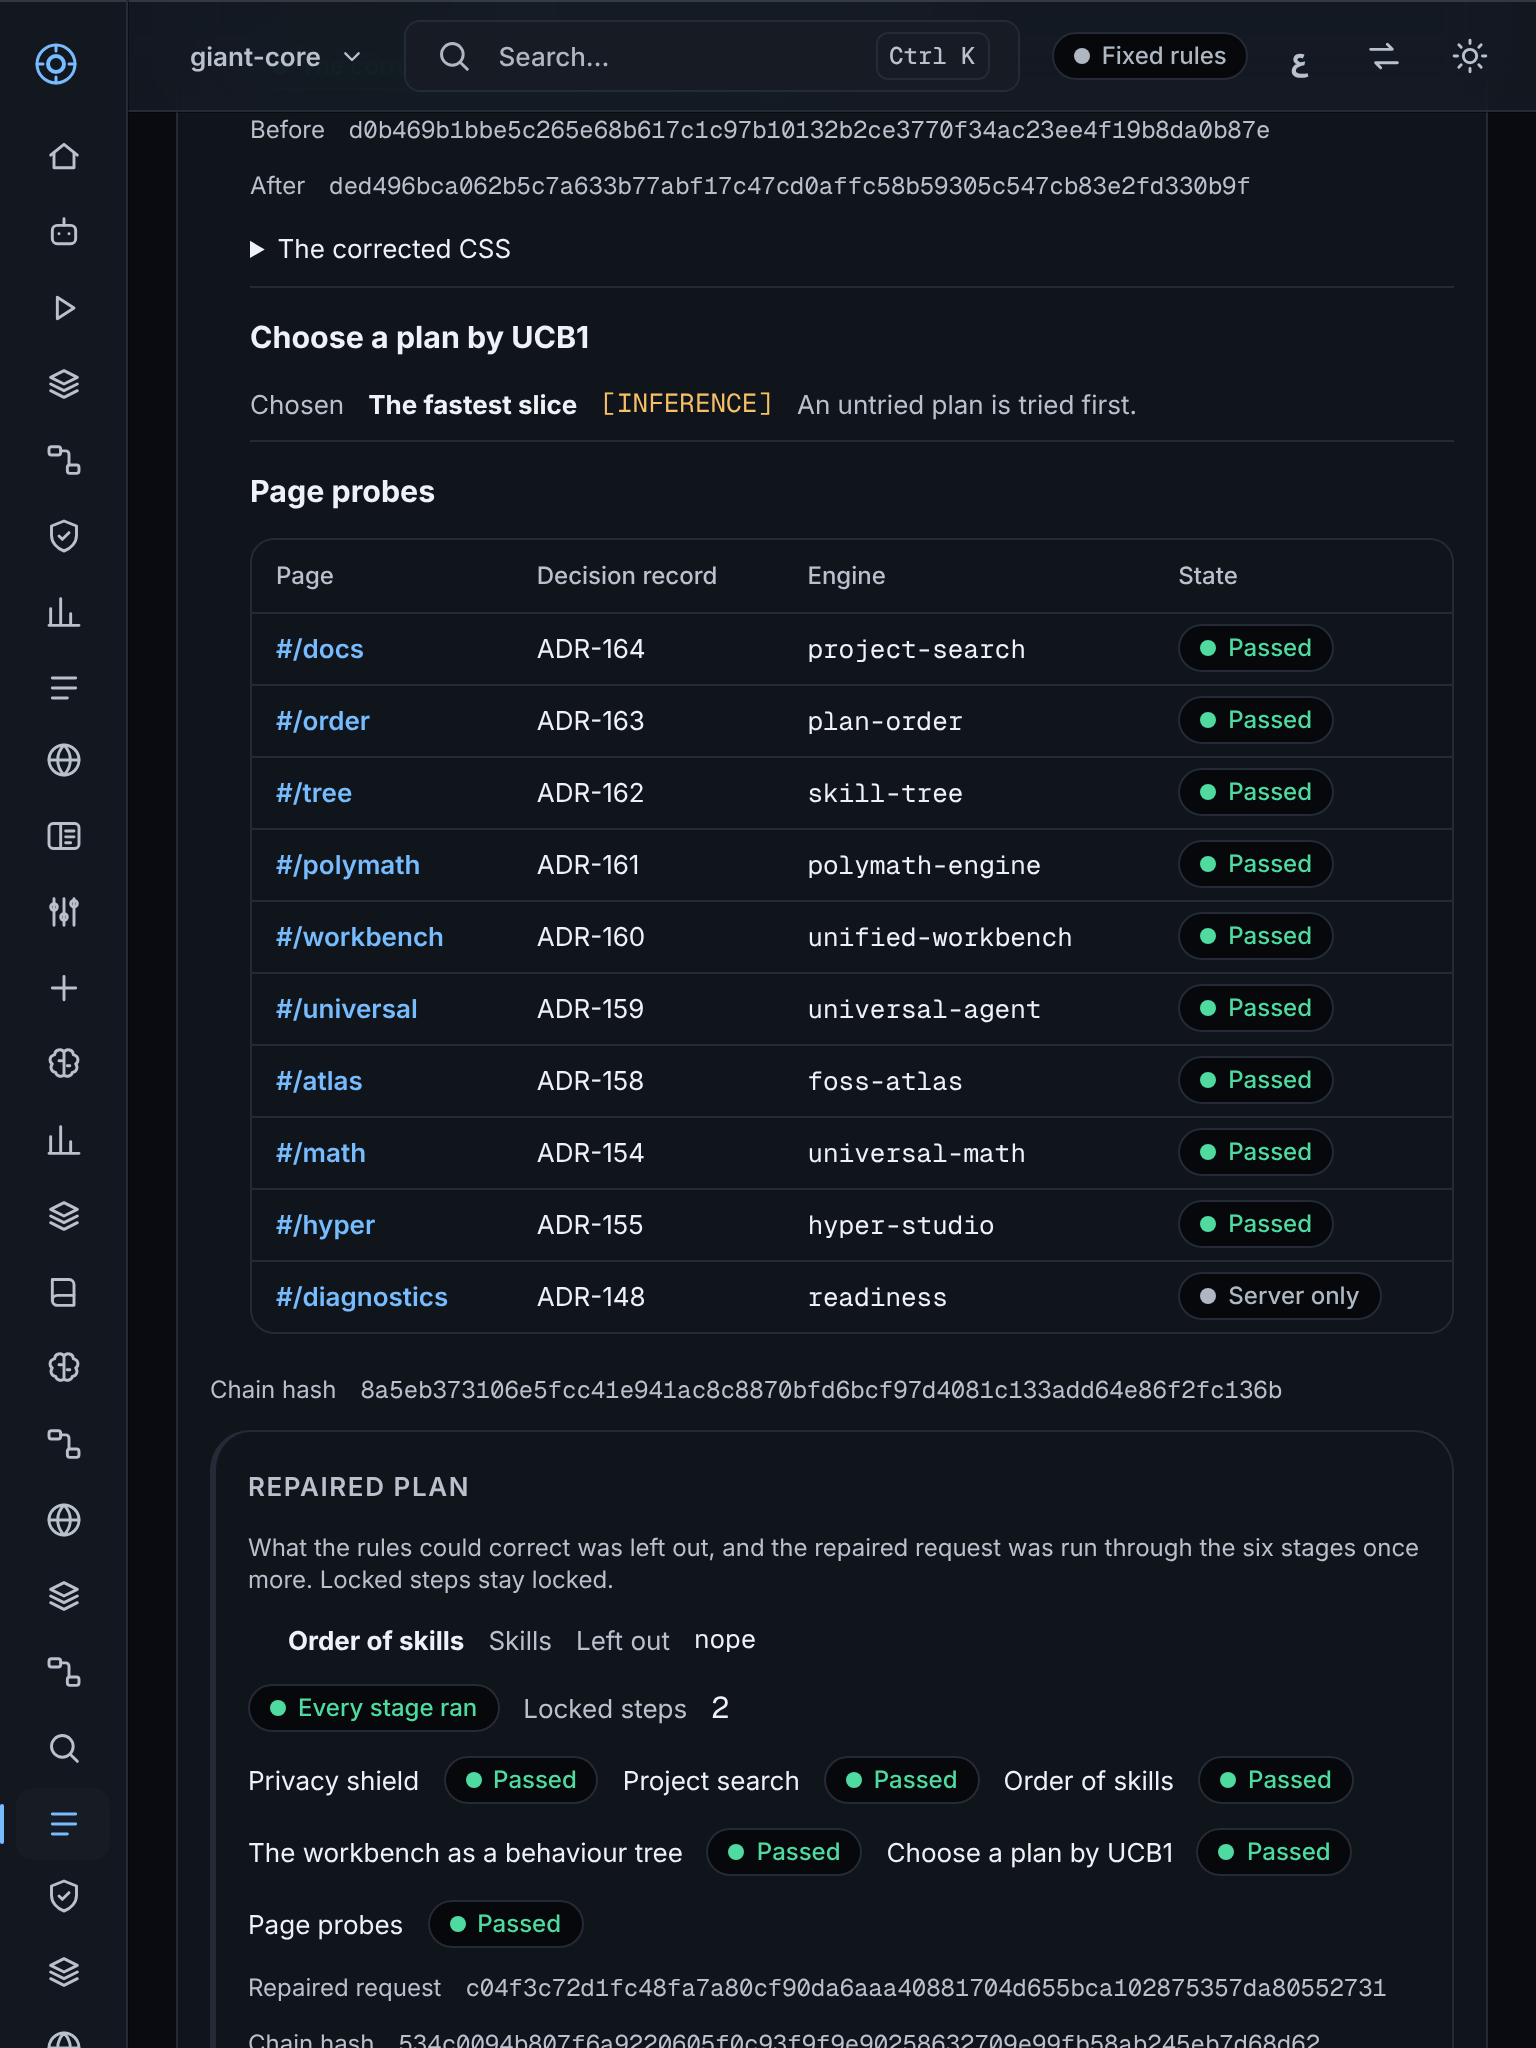 giant-core
Search...
Ctrl K
Fixed rules
ع
Before d0b469b1bbe5c265e68b617c1c97b10132b2ce3770f34ac23ee4f19b8da0b87e
After ded496bca062b5c7a633b77abf17c47cd0affc58b59305c547cb83e2fd330b9f
The corrected CSS
Choose a plan by UCB1
Chosen The fastest slice [INFERENCE] An untried plan is tried first.
Page probes
Page Decision record Engine State
#/docs ADR-164 project-search Passed
#/order ADR-163 plan-order Passed
#/tree ADR-162 skill-tree Passed
#/polymath ADR-161 polymath-engine Passed
#/workbench ADR-160 unified-workbench Passed
#/universal ADR-159 universal-agent Passed
#/atlas ADR-158 foss-atlas Passed
#/math ADR-154 universal-math Passed
#/hyper ADR-155 hyper-studio Passed
#/diagnostics ADR-148 readiness Server only
Chain hash 8a5eb373106e5fcc41e941ac8c8870bfd6bcf97d4081c133add64e86f2fc136b
REPAIRED PLAN
What the rules could correct was left out, and the repaired request was run through the six stages once
more. Locked steps stay locked.
Order of skills Skills Left out nope
Every stage ran Locked steps 2
Privacy shield Passed Project search Passed Order of skills Passed
The workbench as a behaviour tree Passed Choose a plan by UCB1 Passed
Page probes Passed
Repaired request c04f3c72d1fc48fa7a80cf90da6aaa40881704d655bca102875357da80552731
Chain hash 534c0094b807f6a9220605f0c93f9f9e90258632709e99fb58ab245eb7d68d62